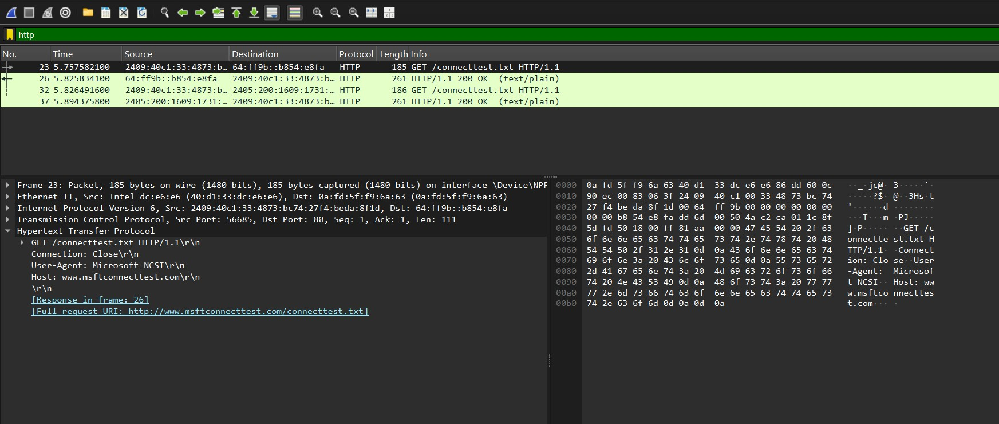 http
No. Time Source Destination Protocol Length Info
23 5.757582100 2409:40c1:33:4873:b… 64:ff9b::b854:e8fa HTTP 185 GET /connecttest.txt HTTP/1.1
26 5.825834100 64:ff9b::b854:e8fa 2409:40c1:33:4873:b… HTTP 261 HTTP/1.1 200 OK (text/plain)
32 5.826491600 2409:40c1:33:4873:b… 2405:200:1609:1731:… HTTP 186 GET /connecttest.txt HTTP/1.1
37 5.894375800 2405:200:1609:1731:… 2409:40c1:33:4873:b… HTTP 261 HTTP/1.1 200 OK (text/plain)
Frame 23: Packet, 185 bytes on wire (1480 bits), 185 bytes captured (1480 bits) on interface \Device\NPF
Ethernet II, Src: Intel_dc:e6:e6 (40:d1:33:dc:e6:e6), Dst: 0a:fd:5f:f9:6a:63 (0a:fd:5f:f9:6a:63)
Internet Protocol Version 6, Src: 2409:40c1:33:4873:bc74:27f4:beda:8f1d, Dst: 64:ff9b::b854:e8fa
Transmission Control Protocol, Src Port: 56685, Dst Port: 80, Seq: 1, Ack: 1, Len: 111
Hypertext Transfer Protocol
GET /connecttest.txt HTTP/1.1\r\n
Connection: Close\r\n
User-Agent: Microsoft NCSI\r\n
Host: www.msftconnecttest.com\r\n
\r\n
[Response in frame: 26]
[Full request URI: http://www.msftconnecttest.com/connecttest.txt]
0000 0a fd 5f f9 6a 63 40 d1 33 dc e6 e6 86 dd 60 0c ··_·jc@· 3·····`·
0010 90 ec 00 83 06 3f 24 09 40 c1 00 33 48 73 bc 74 ·····?$· @··3Hs·t
0020 27 f4 be da 8f 1d 00 64 ff 9b 00 00 00 00 00 00 '······d ········
0030 00 00 b8 54 e8 fa dd 6d 00 50 4a c2 ca 01 1c 8f ···T···m ·PJ·····
0040 5d fd 50 18 00 ff 81 aa 00 00 47 45 54 20 2f 63 ]·P····· ··GET /c
0050 6f 6e 6e 65 63 74 74 65 73 74 2e 74 78 74 20 48 onnectte st.txt H
0060 54 54 50 2f 31 2e 31 0d 0a 43 6f 6e 6e 65 63 74 TTP/1.1· ·Connect
0070 69 6f 6e 3a 20 43 6c 6f 73 65 0d 0a 55 73 65 72 ion: Clo se··User
0080 2d 41 67 65 6e 74 3a 20 4d 69 63 72 6f 73 6f 66 -Agent: Microsof
0090 74 20 4e 43 53 49 0d 0a 48 6f 73 74 3a 20 77 77 t NCSI·· Host: ww
00a0 77 2e 6d 73 66 74 63 6f 6e 6e 65 63 74 74 65 73 w.msftco nnecttes
00b0 74 2e 63 6f 6d 0d 0a 0d 0a t.com··· ·